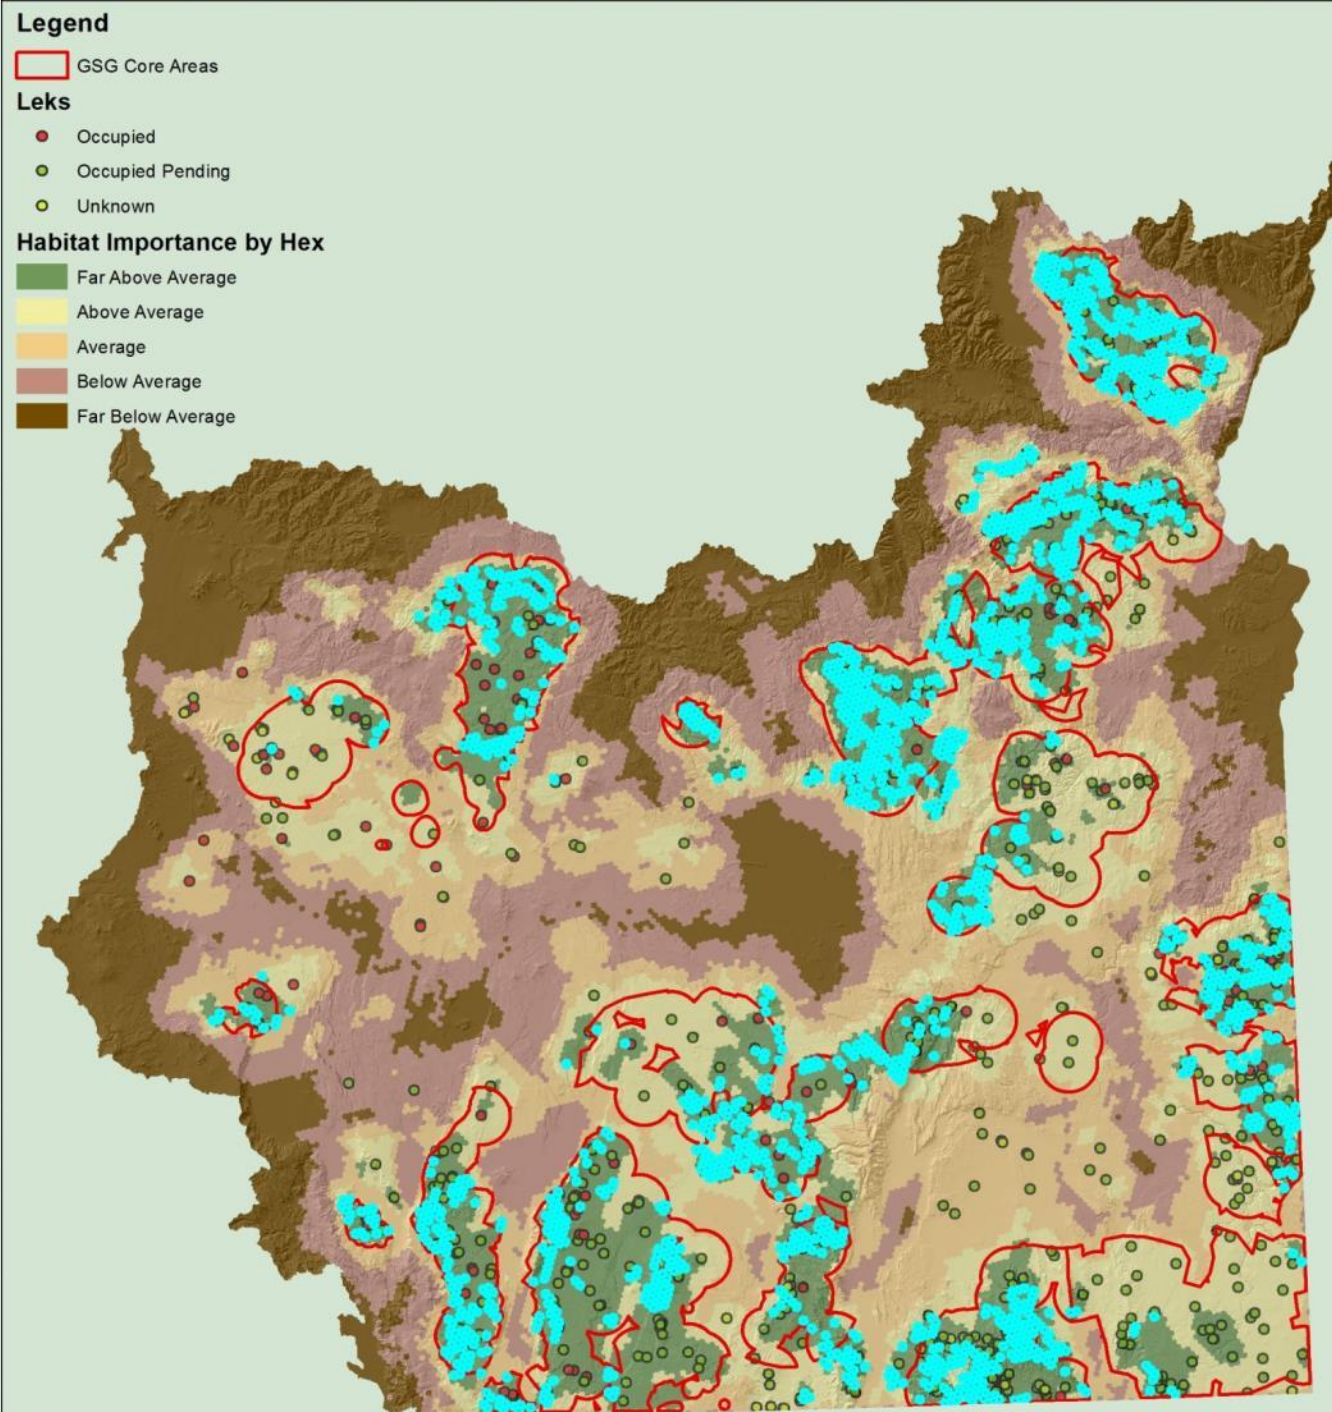 Legend
GSG Core Areas
Leks
Occupied
Occupied Pending
Unknown
Habitat Importance by Hex
Far Above Average
Above Average
Average
Below Average
Far Below Average